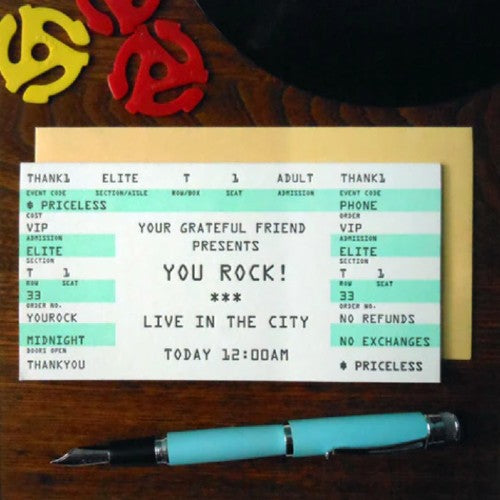 THANK1 ELITE T 1 ADULT THANK1
EVENT CODE SECTION/AISLE ROW/BOX SEAT ADMISSION EVENT CODE
* PRICELESS
COST
VIP
ADMISSION
ELITE
SECTION
T 1
ROW SEAT
33
ORDER NO.
YOUROCK
MIDNIGHT
DOORS OPEN
THANKYOU
YOUR GRATEFUL FRIEND
PRESENTS
YOU ROCK!
***
LIVE IN THE CITY
TODAY 12:00AM
PHONE
ORDER
VIP
ADMISSION
ELITE
SECTION
T 1
ROW SEAT
33
ORDER NO.
NO REFUNDS
NO EXCHANGES
* PRICELESS